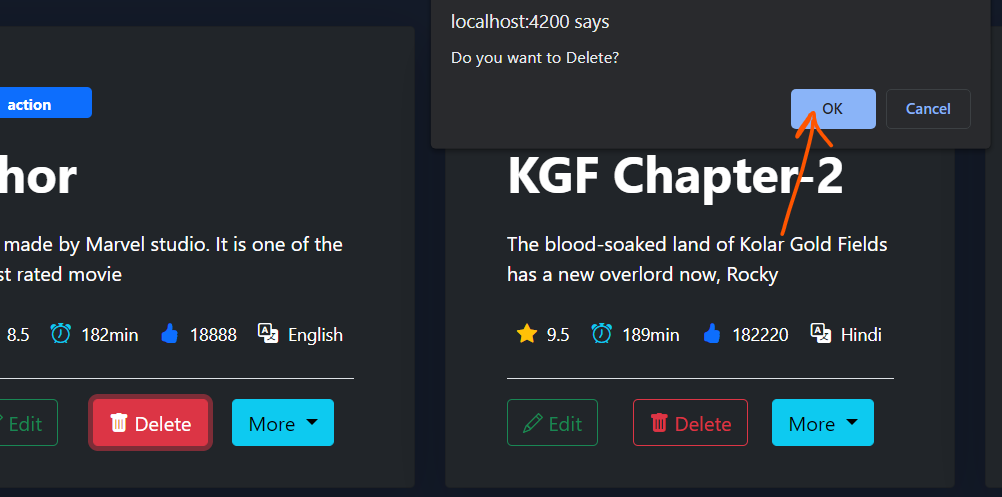 localhost:4200 says
Do you want to Delete?
OK
Cancel
action
hor
made by Marvel studio. It is one of the
st rated movie
8.5 182min 18888 English
Edit Delete More
KGF Chapter-2
The blood-soaked land of Kolar Gold Fields
has a new overlord now, Rocky
9.5 189min 182220 Hindi
Edit Delete More